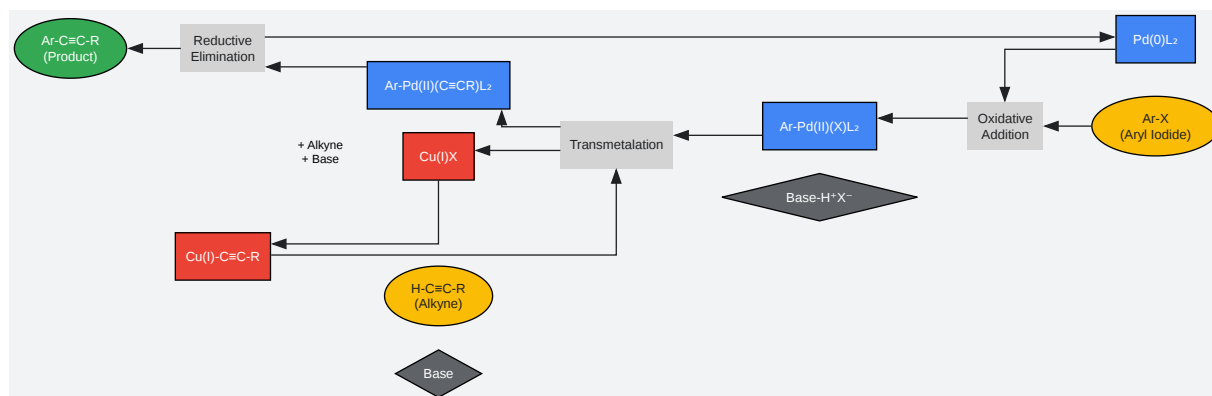 Ar-C≡C-R
(Product)
Reductive
Elimination
Pd(0)L₂
Ar-Pd(II)(C≡CR)L₂
Ar-Pd(II)(X)L₂
Oxidative
Addition
Ar-X
(Aryl Iodide)
+ Alkyne
+ Base
Cu(I)X
Transmetalation
Base-H⁺X⁻
Cu(I)-C≡C-R
H-C≡C-R
(Alkyne)
Base